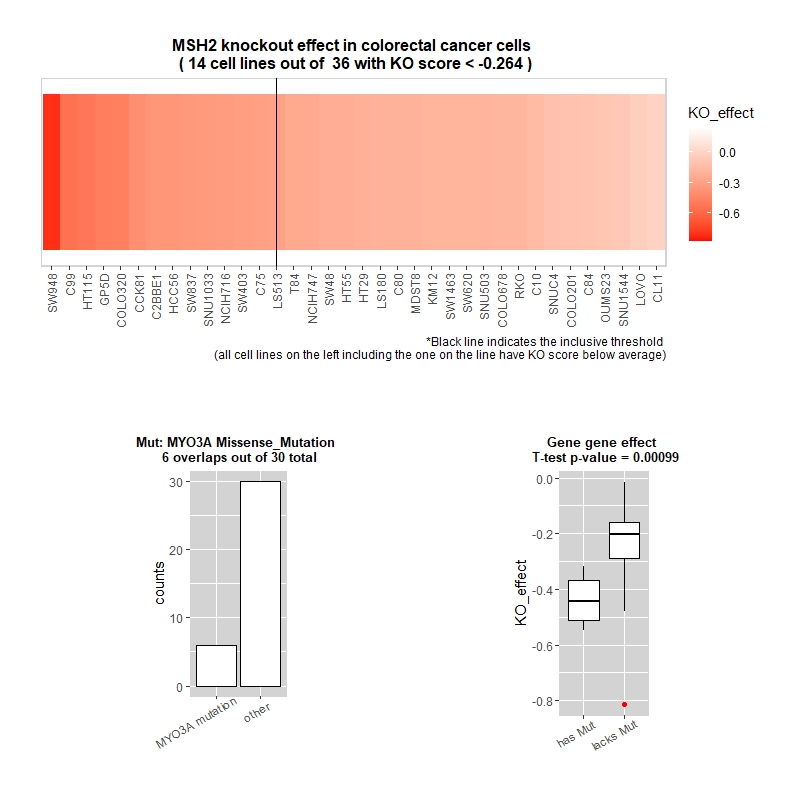 MSH2 knockout effect in colorectal cancer cells
( 14 cell lines out of 36 with KO score < -0.264 )
KO_effect
0.0
-0.3
-0.6
SW948
C99
HT115
GP5D
COLO320
CCK81
C2BBE1
HCC56
SW837
SNU1033
NCIH716
SW403
C75
LS513
T84
NCIH747
SW48
HT55
HT29
LS180
C80
MDST8
KM12
SW1463
SW620
SNU503
COLO678
RKO
C10
SNUC4
COLO201
C84
OUMS23
SNU1544
LOVO
CL11
*Black line indicates the inclusive threshold
(all cell lines on the left including the one on the line have KO score below average)
Mut: MYO3A Missense_Mutation
6 overlaps out of 30 total
counts
30
20
10
0
MYO3A mutation
other
Gene gene effect
T-test p-value = 0.00099
KO_effect
0.0
-0.2
-0.4
-0.6
-0.8
has Mut
lacks Mut